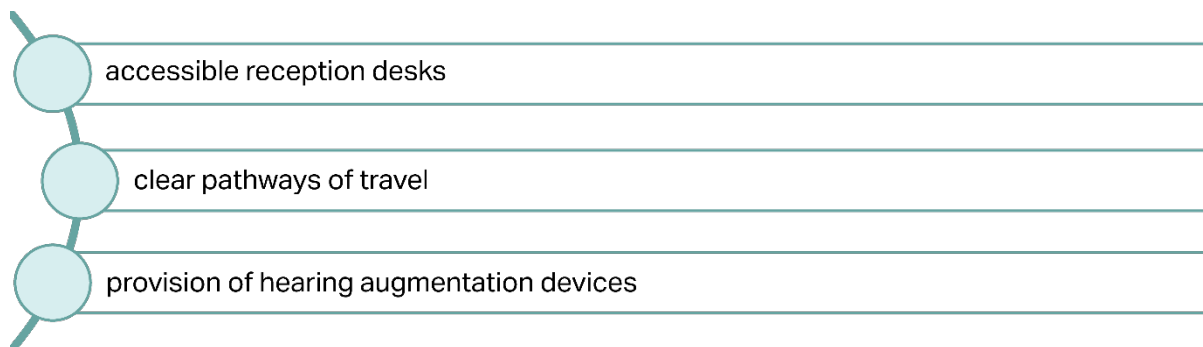 accessible reception desks
clear pathways of travel
provision of hearing augmentation devices